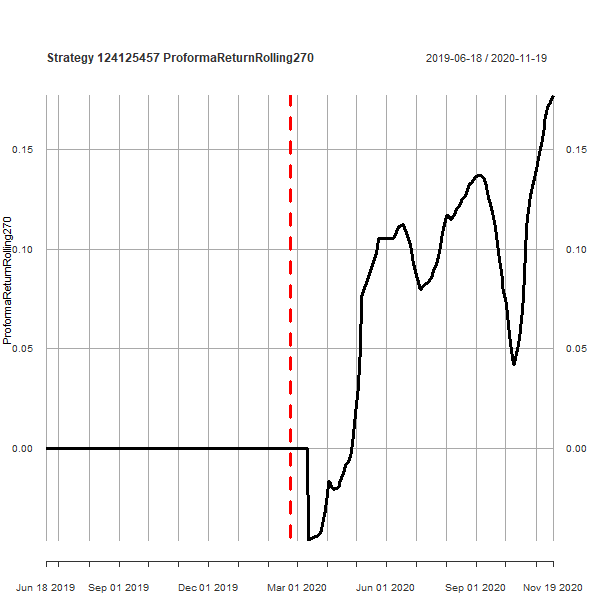 Strategy 124125457 ProformaReturnRolling270
2019-06-18 / 2020-11-19
ProformaReturnRolling270
0.15
0.15
0.10
0.10
0.05
0.05
0.00
0.00
Jun 18 2019
Sep 01 2019
Dec 01 2019
Mar 01 2020
Jun 01 2020
Sep 01 2020
Nov 19 2020